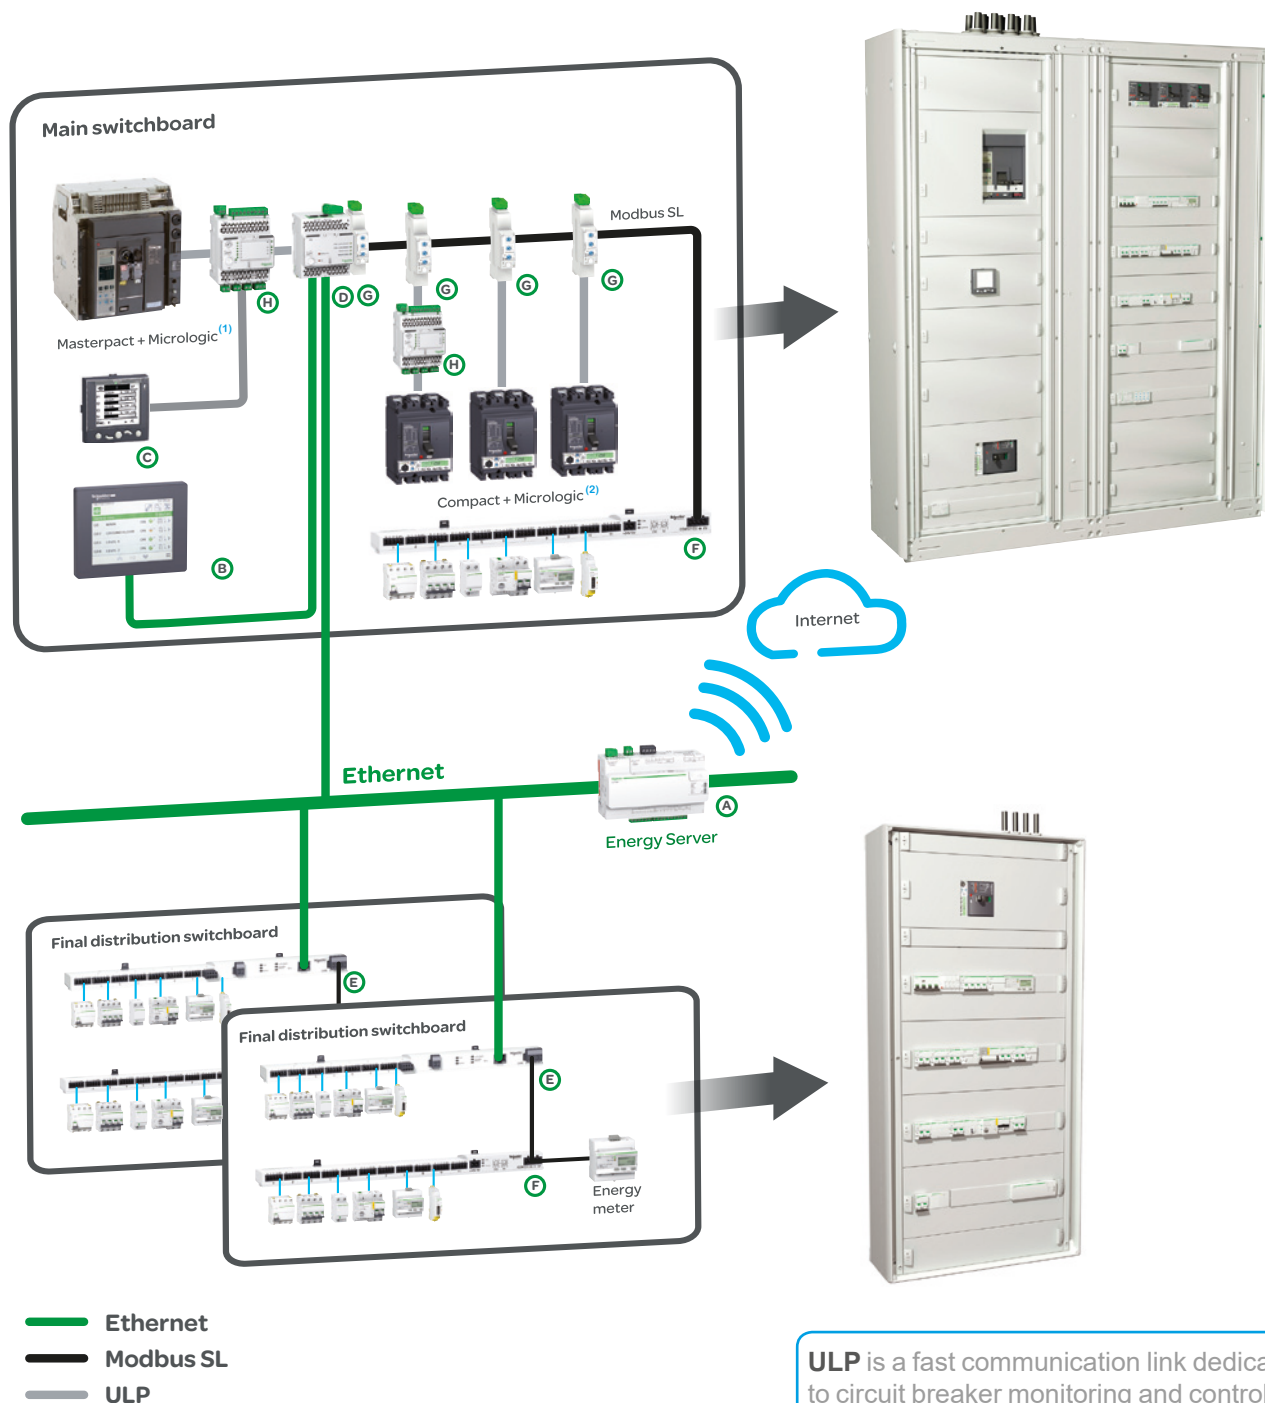 Main switchboard
Modbus SL
H
D
G
G
G
G
Masterpact + Micrologic(1)
H
C
Compact + Micrologic(2)
B
F
Internet
Ethernet
A
Energy Server
Final distribution switchboard
E
Final distribution switchboard
E
F
Energy
meter
Ethernet
Modbus SL
ULP
ULP is a fast communication link dedica
to circuit breaker monitoring and control